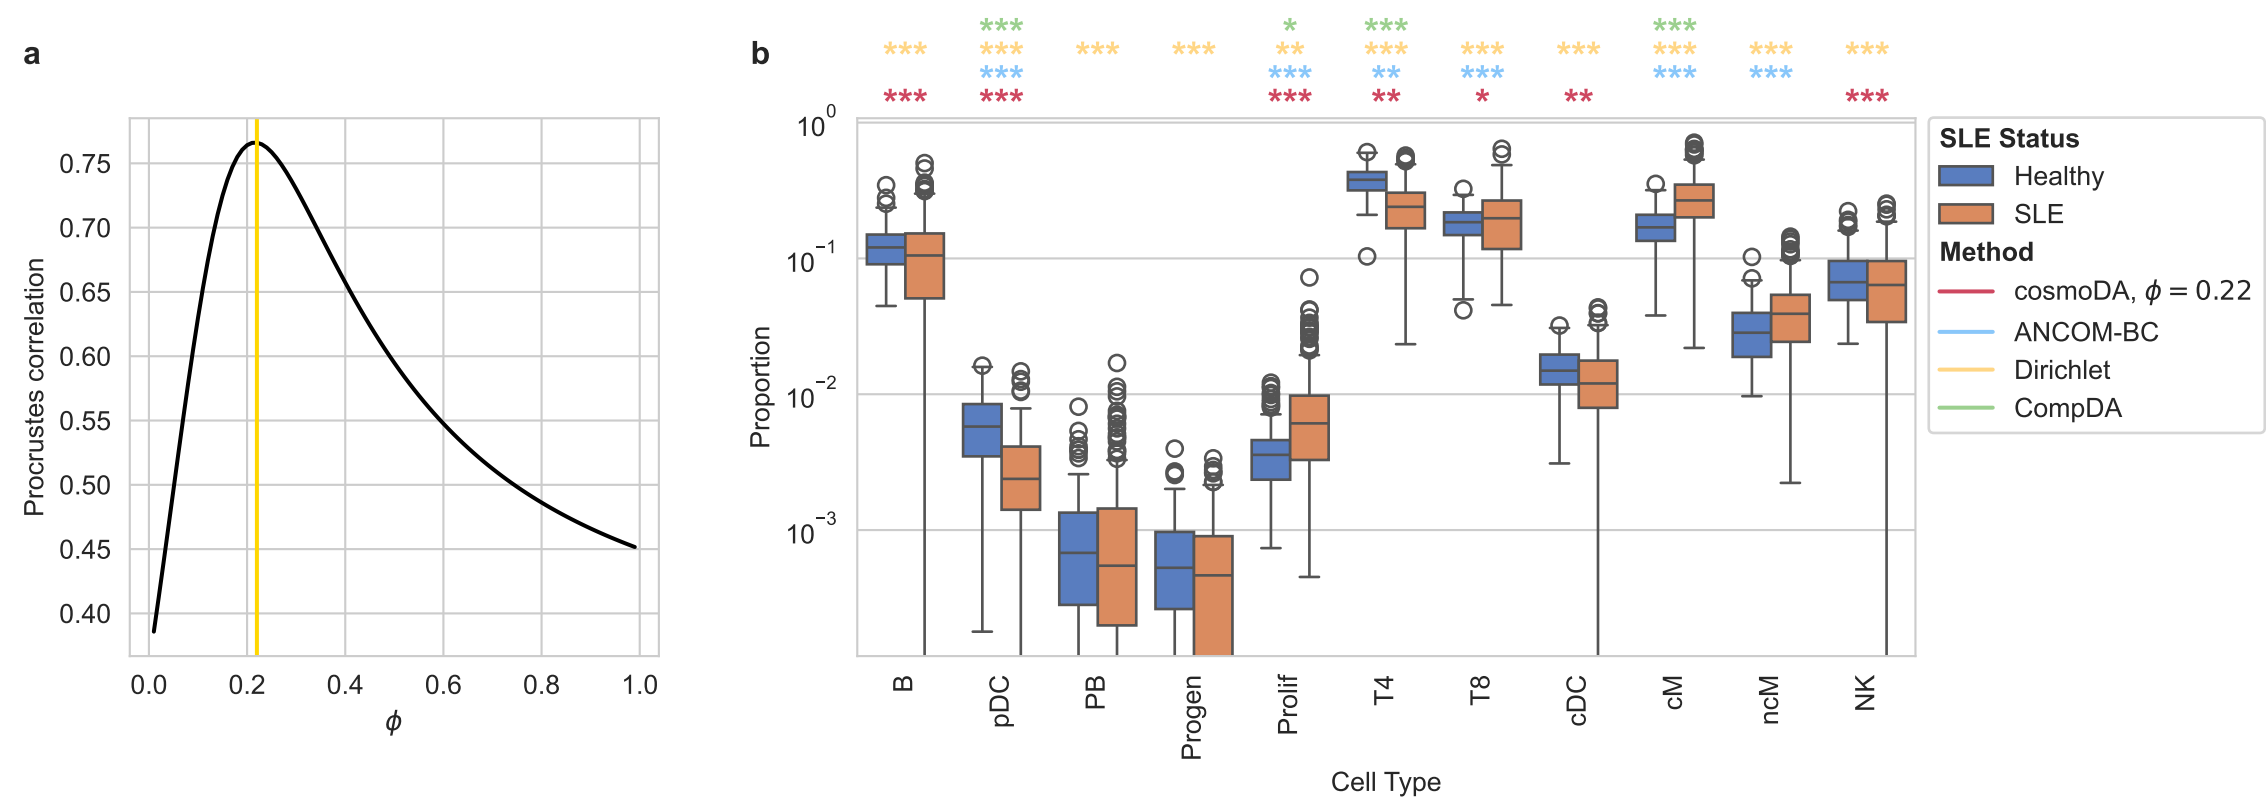 a
Procrustes correlation
0.75
0.70
0.65
0.60
0.55
0.50
0.45
0.40
0.0 0.2 0.4 0.6 0.8 1.0
ϕ
b
*** * *** ***
*** *** *** *** ** *** *** *** *** *** ***
*** *** ** *** *** ***
*** *** *** ** * ** ***
Proportion
10⁰
10⁻¹
10⁻²
10⁻³
B pDC PB Progen Prolif T4 T8 cDC cM ncM NK
Cell Type
SLE Status
Healthy
SLE
Method
cosmoDA, ϕ = 0.22
ANCOM-BC
Dirichlet
CompDA